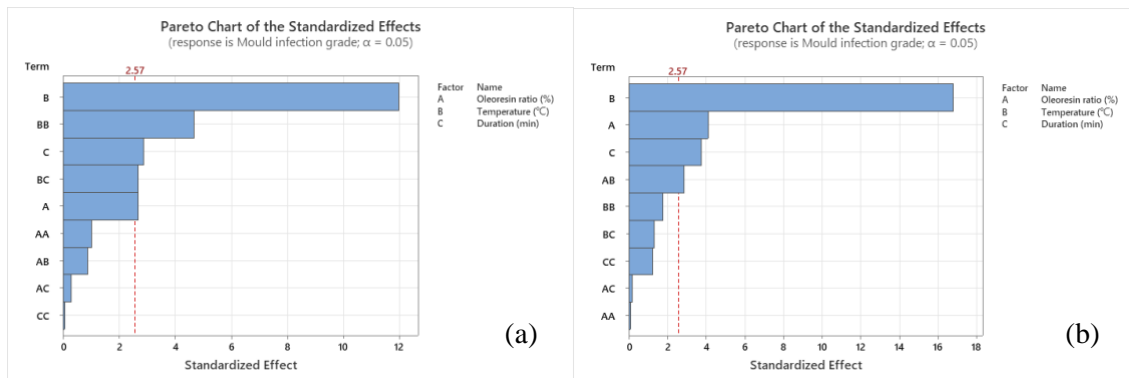 Pareto Chart of the Standardized Effects
(response is Mould infection grade; α = 0.05)
Term
2.57
B
BB
C
BC
A
AA
AB
AC
CC
0 2 4 6 8 10 12
Standardized Effect
Factor Name
A Oleoresin ratio (%)
B Temperature (℃)
C Duration (min)
(a)
Pareto Chart of the Standardized Effects
(response is Mould infection grade; α = 0.05)
Term
2.57
B
A
C
AB
BB
BC
CC
AC
AA
0 2 4 6 8 10 12 14 16 18
Standardized Effect
Factor Name
A Oleoresin ratio (%)
B Temperature (℃)
C Duration (min)
(b)